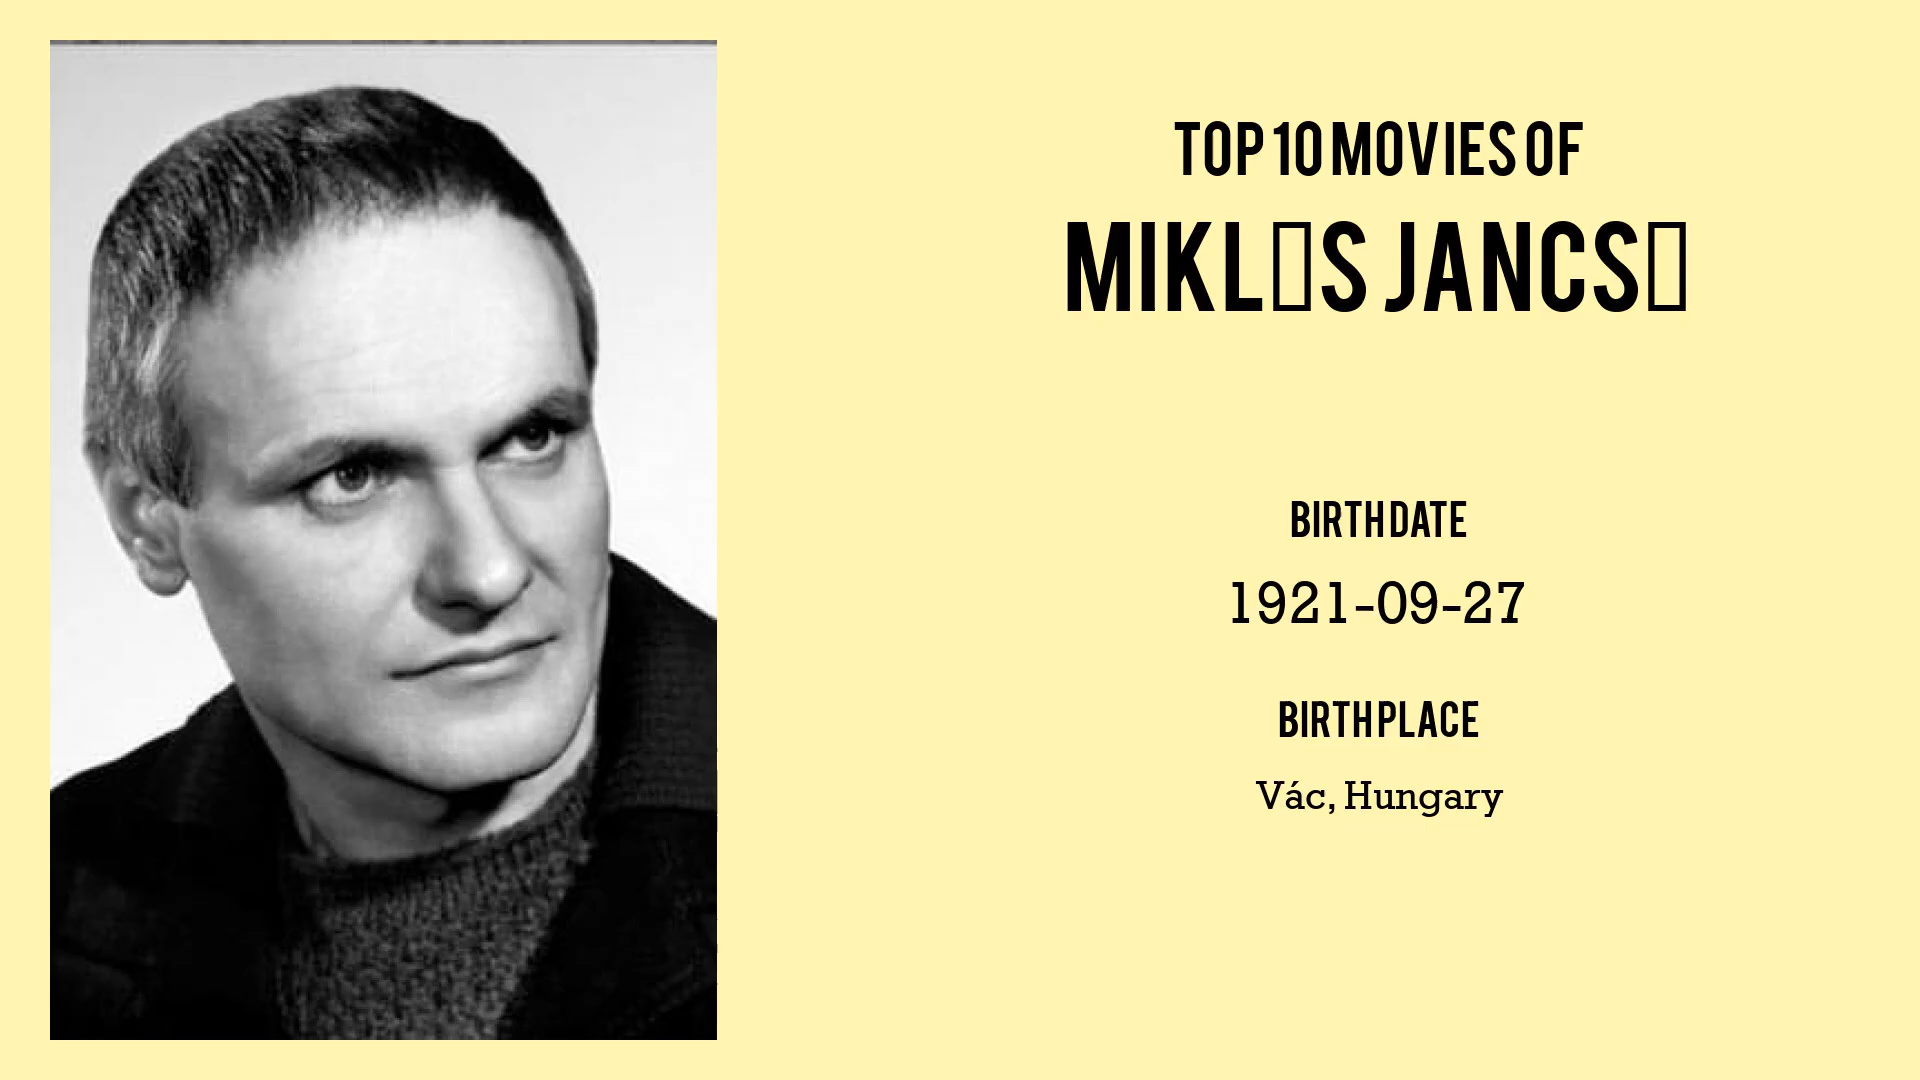 TOP 10 MOVIES OF
MIKL▯S JANCS▯
BIRTHDATE
1921-09-27
BIRTHPLACE
Vác, Hungary